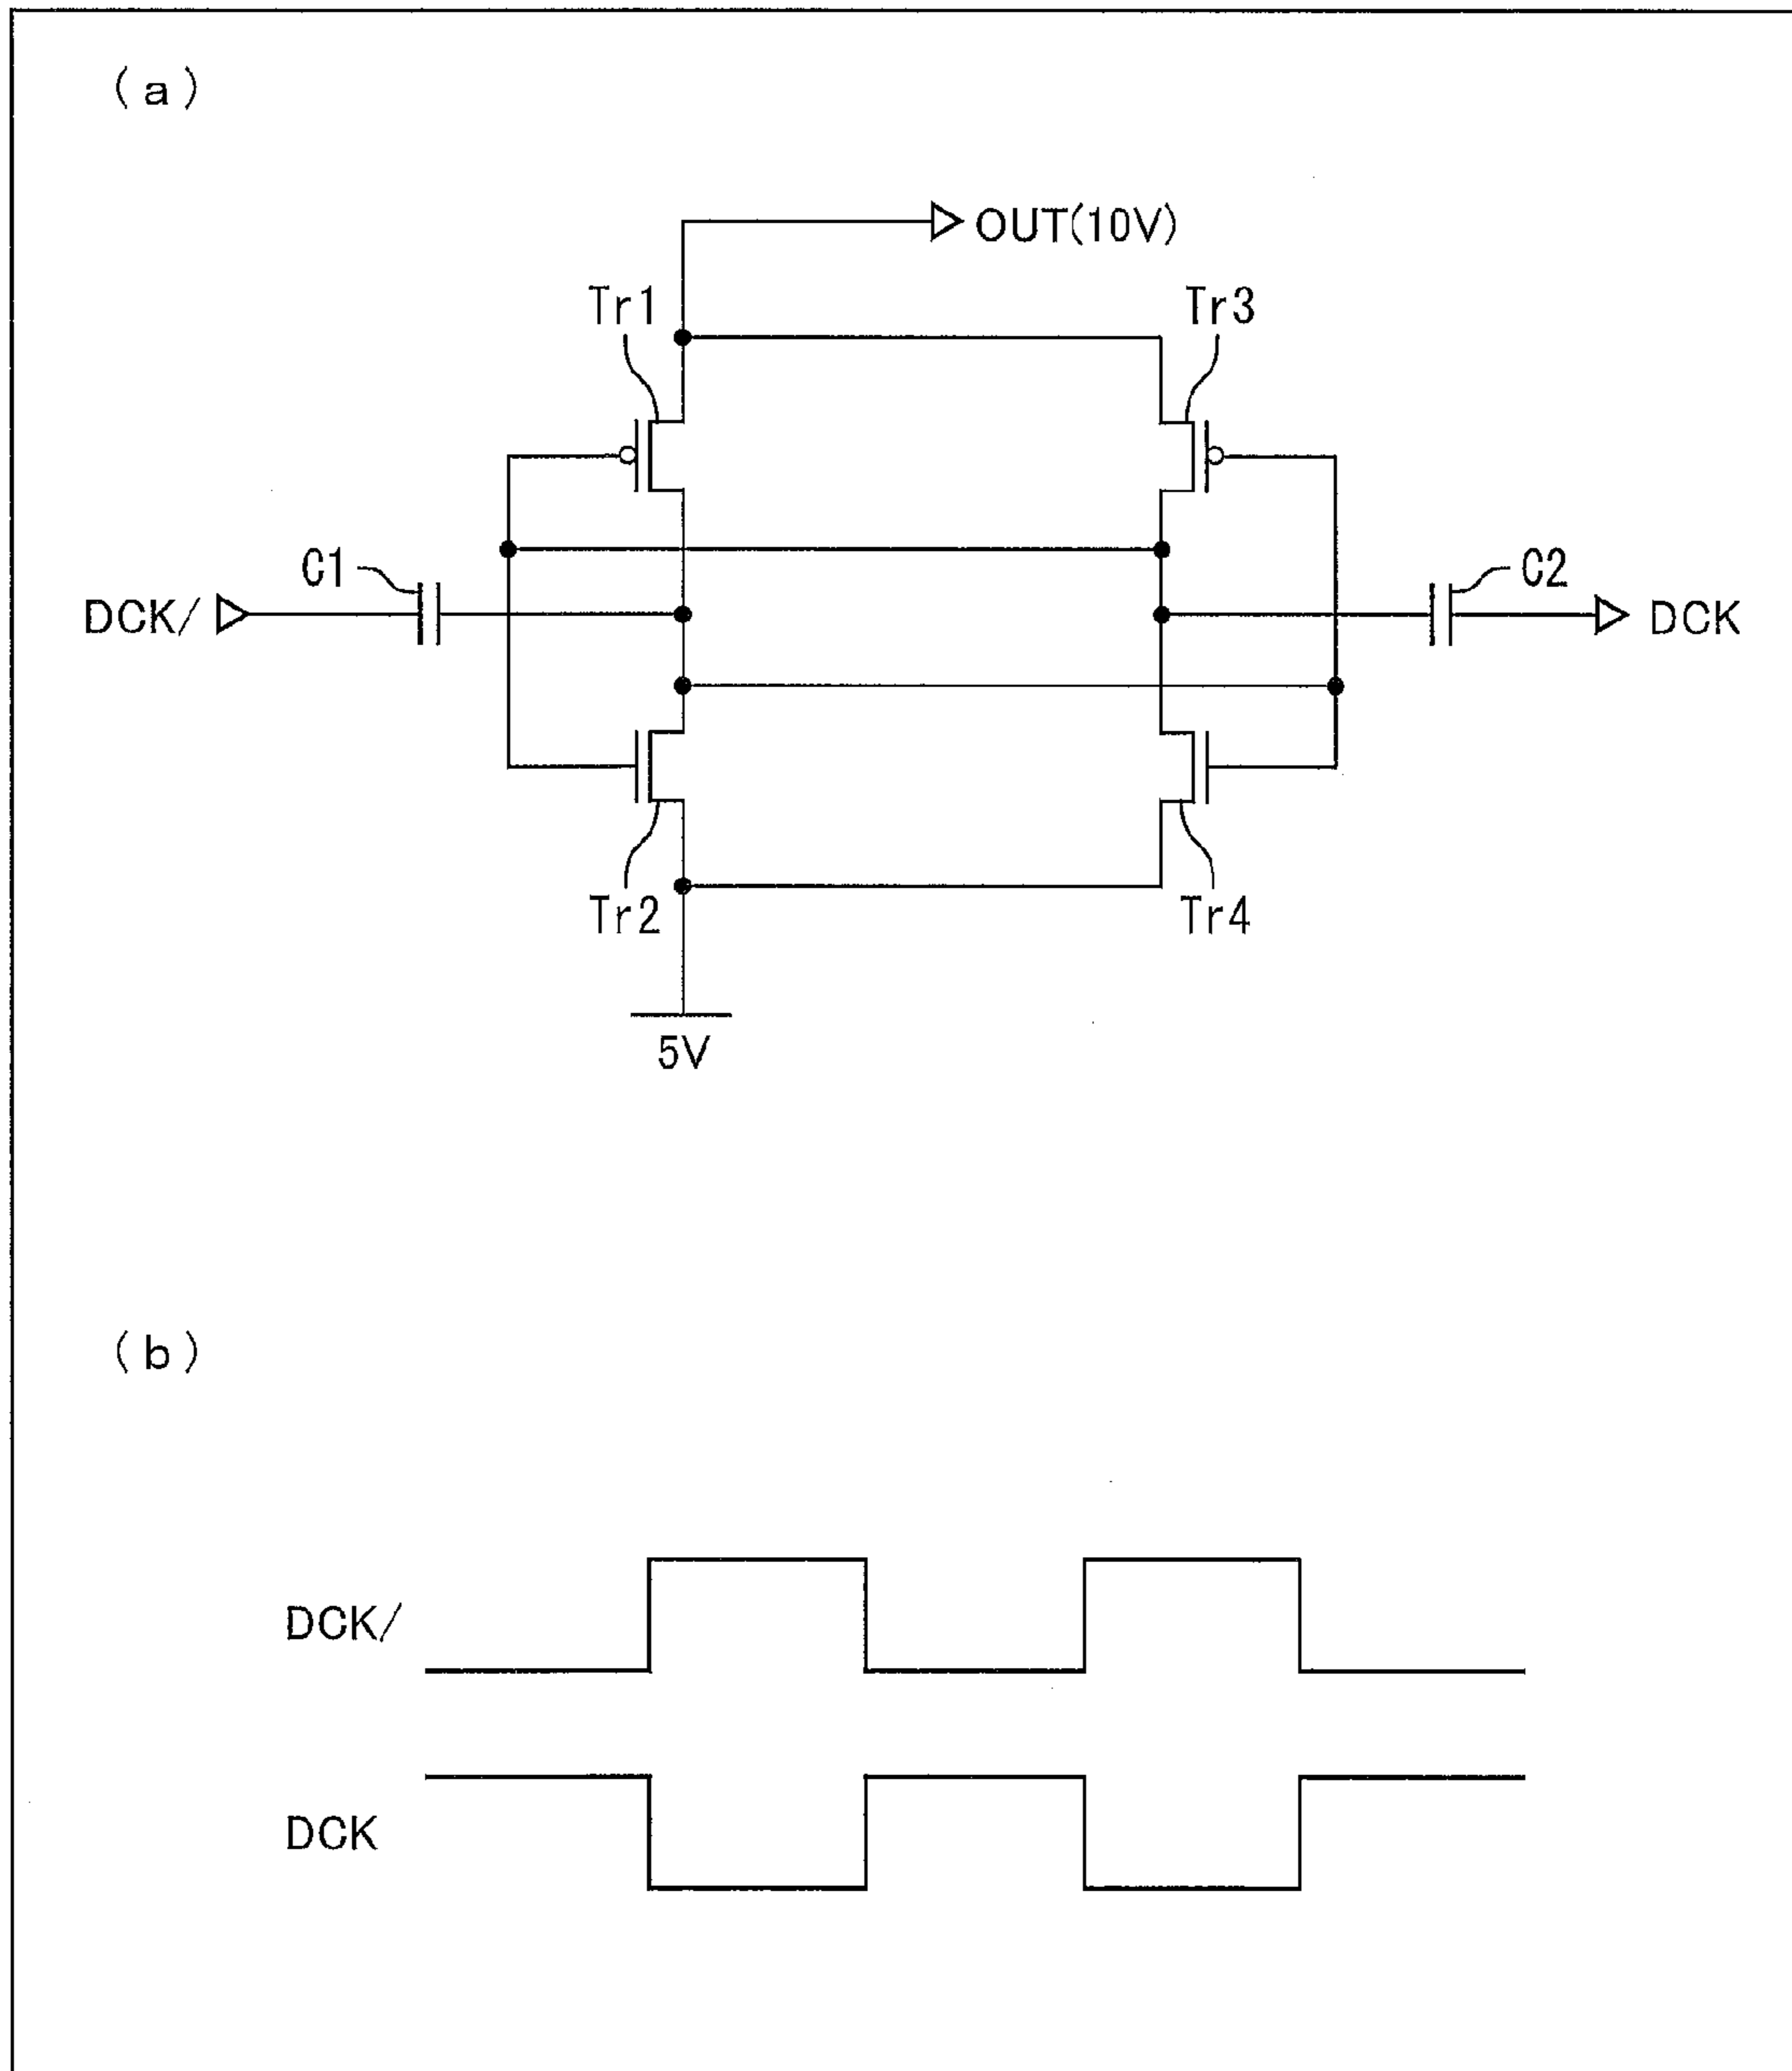 (a)
OUT(10V)
Tr1
Tr3
C1
C2
DCK/
DCK
Tr2
Tr4
5V
(b)
DCK/
DCK